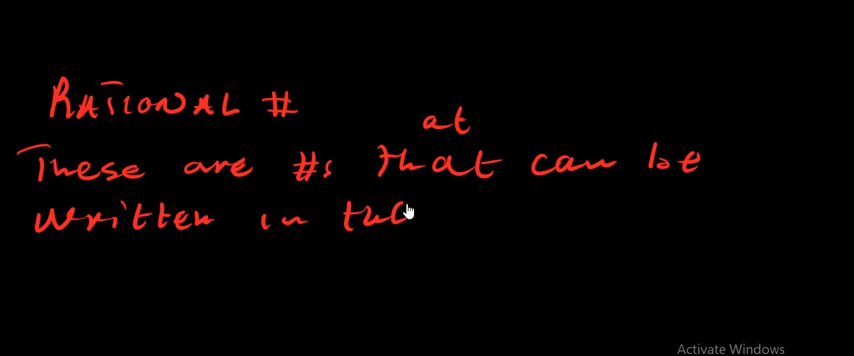 RATIONAL #
at
These are #s that can be
written in the
Activate Windows